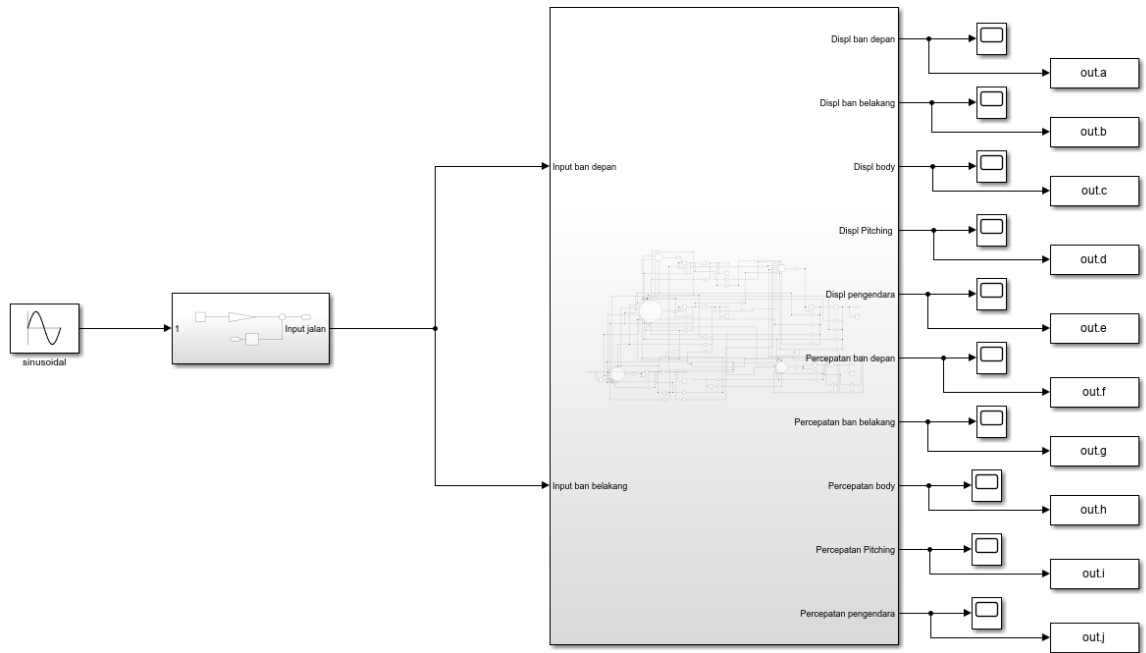 sinusoidal
1
Input jalan
Input ban depan
Input ban belakang
Displ ban depan
out.a
Displ ban belakang
out.b
Displ body
out.c
Displ Pitching
out.d
Displ pengendara
out.e
Percepatan ban depan
out.f
Percepatan ban belakang
out.g
Percepatan body
out.h
Percepatan Pitching
out.i
Percepatan pengendara
out.j